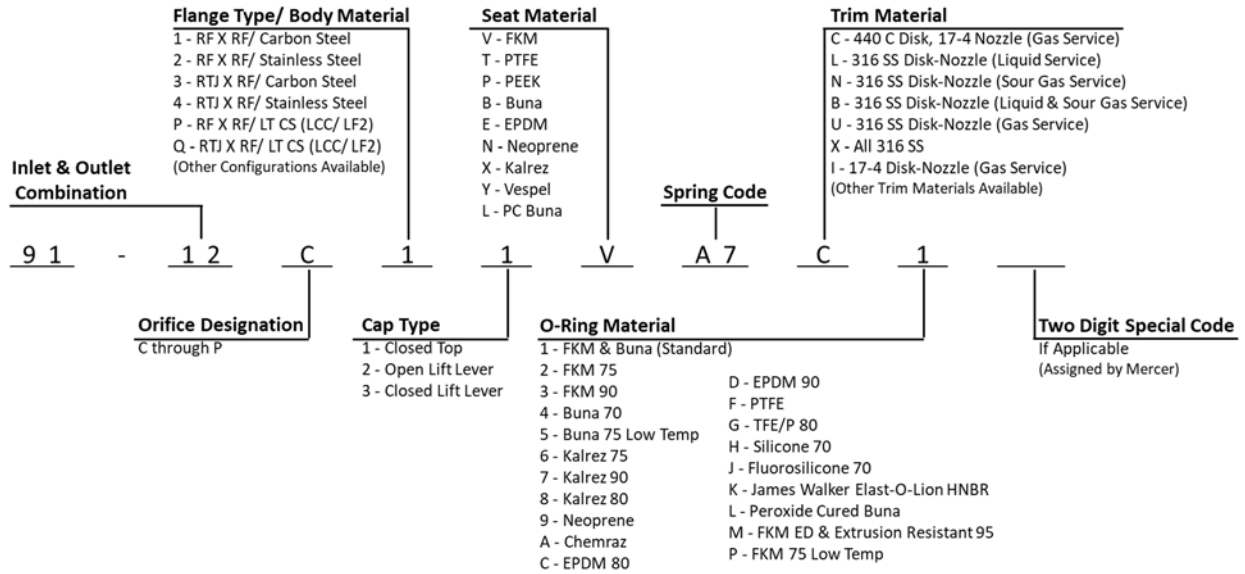 Flange Type/ Body Material
1 - RF X RF/ Carbon Steel
2 - RF X RF/ Stainless Steel
3 - RTJ X RF/ Carbon Steel
4 - RTJ X RF/ Stainless Steel
P - RF X RF/ LT CS (LCC/ LF2)
Q - RTJ X RF/ LT CS (LCC/ LF2)
(Other Configurations Available)
Seat Material
V - FKM
T - PTFE
P - PEEK
B - Buna
E - EPDM
N - Neoprene
X - Kalrez
Y - Vespel
L - PC Buna
Trim Material
C - 440 C Disk, 17-4 Nozzle (Gas Service)
L - 316 SS Disk-Nozzle (Liquid Service)
N - 316 SS Disk-Nozzle (Sour Gas Service)
B - 316 SS Disk-Nozzle (Liquid & Sour Gas Service)
U - 316 SS Disk-Nozzle (Gas Service)
X - All 316 SS
I - 17-4 Disk-Nozzle (Gas Service)
(Other Trim Materials Available)
Inlet & Outlet
Combination
Spring Code
9 1 - 1 2 C 1 1 V A 7 C 1
Orifice Designation
C through P
Cap Type
1 - Closed Top
2 - Open Lift Lever
3 - Closed Lift Lever
O-Ring Material
1 - FKM & Buna (Standard)
2 - FKM 75
3 - FKM 90
4 - Buna 70
5 - Buna 75 Low Temp
6 - Kalrez 75
7 - Kalrez 90
8 - Kalrez 80
9 - Neoprene
A - Chemraz
C - EPDM 80
D - EPDM 90
F - PTFE
G - TFE/P 80
H - Silicone 70
J - Fluorosilicone 70
K - James Walker Elast-O-Lion HNBR
L - Peroxide Cured Buna
M - FKM ED & Extrusion Resistant 95
P - FKM 75 Low Temp
Two Digit Special Code
If Applicable
(Assigned by Mercer)